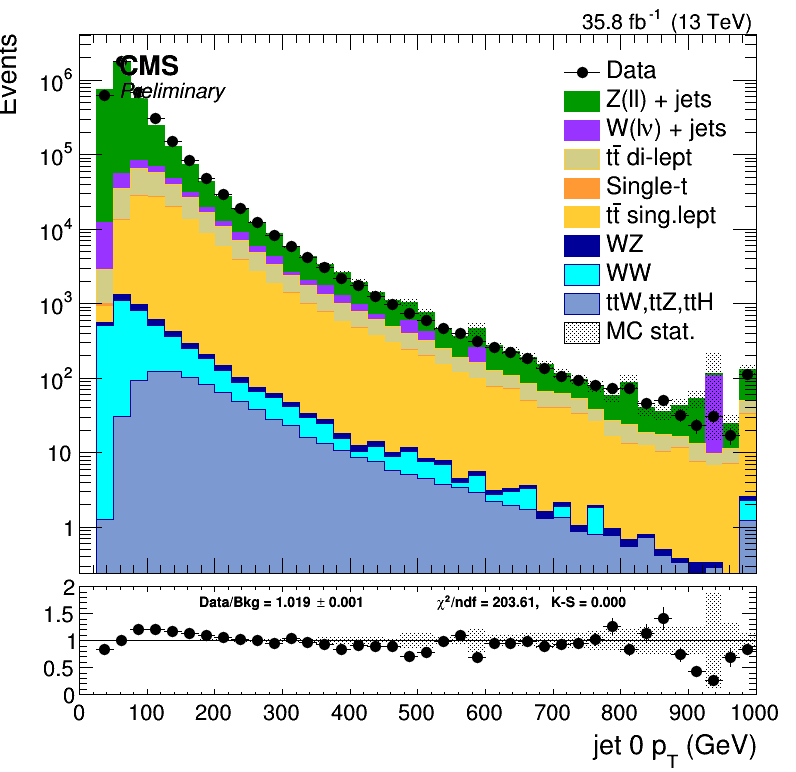 35.8 fb⁻¹ (13 TeV)
Events
CMS
Preliminary
Data
Z(ll) + jets
W(lν) + jets
tt̄ di-lept
Single-t
tt̄ sing.lept
WZ
WW
ttW,ttZ,ttH
MC stat.
10⁶
10⁵
10⁴
10³
10²
10
1
Data/Bkg = 1.019 ± 0.001 χ²/ndf = 203.61, K-S = 0.000
2
1.5
1
0.5
0
0 100 200 300 400 500 600 700 800 900 1000
jet 0 p_T (GeV)